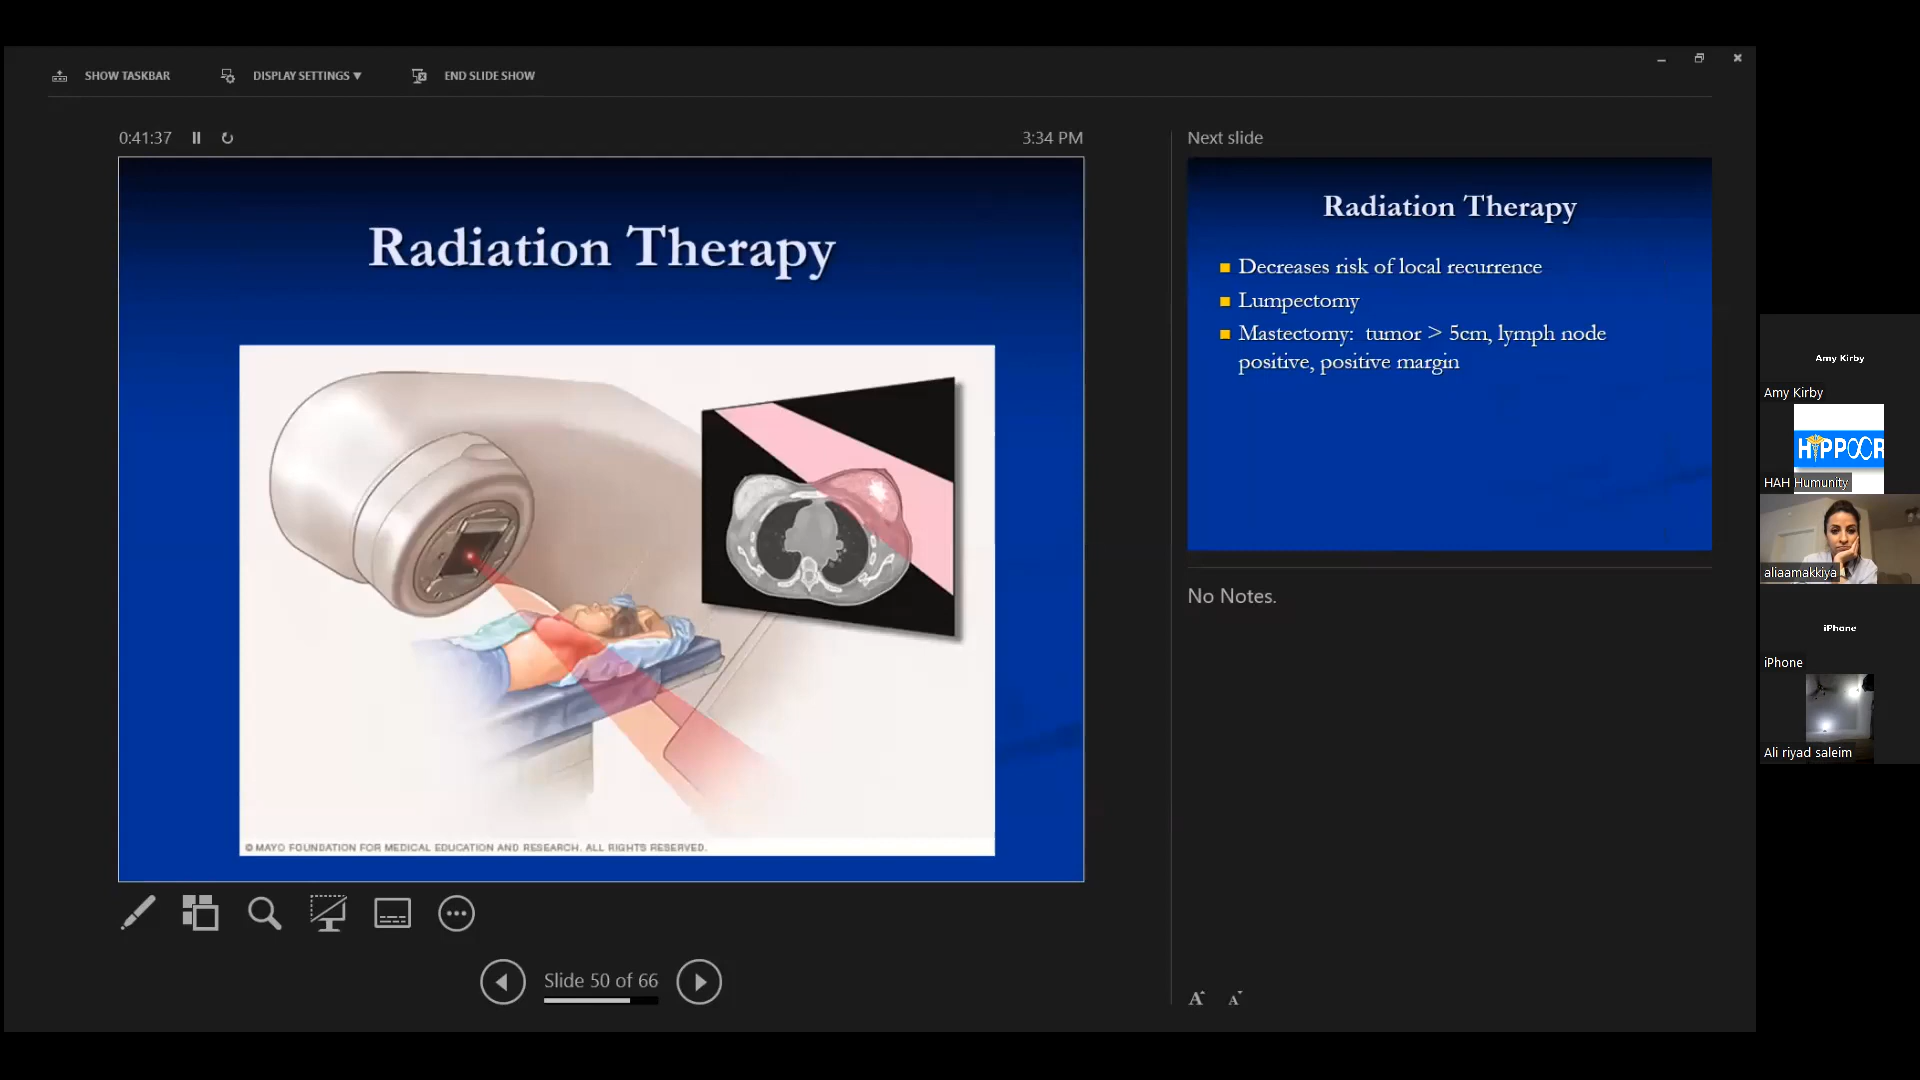 SHOW TASKBAR
DISPLAY SETTINGS ▼
END SLIDE SHOW
0:41:37
3:34 PM
Radiation Therapy
© MAYO FOUNDATION FOR MEDICAL EDUCATION AND RESEARCH. ALL RIGHTS RESERVED.
Slide 50 of 66
Next slide
Radiation Therapy
Decreases risk of local recurrence
Lumpectomy
Mastectomy: tumor > 5cm, lymph node
positive, positive margin
No Notes.
A A
Amy Kirby
Amy Kirby
HIPPOCR
HAH Humunity
aliaamakkiya
iPhone
iPhone
Ali riyad saleim